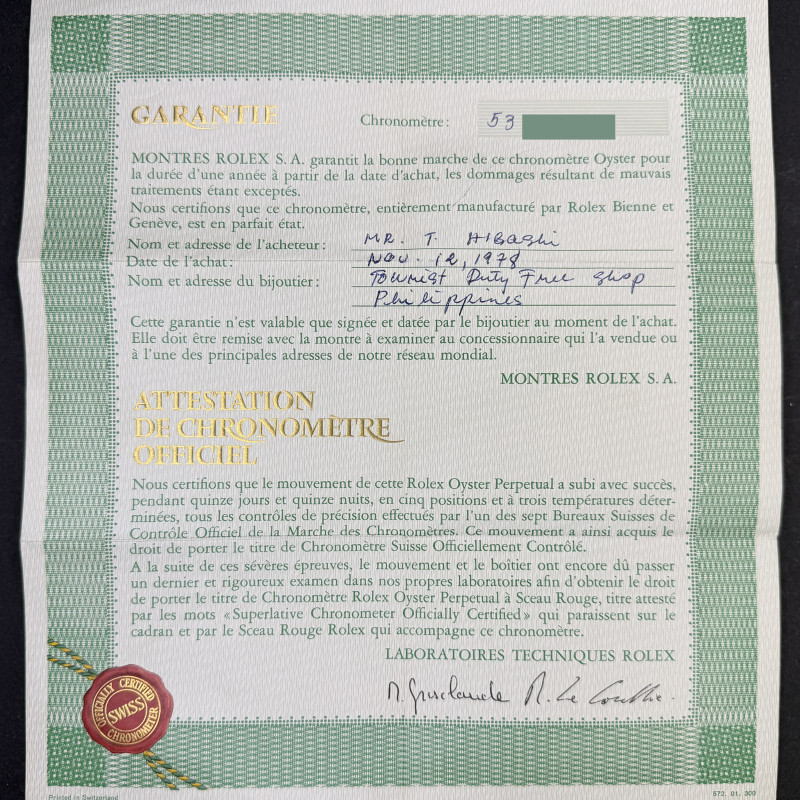 GARANTIE
Chronomètre: 53
MONTRES ROLEX S. A. garantit la bonne marche de ce chronomètre Oyster pour
la durée d'une année à partir de la date d'achat, les dommages résultant de mauvais
traitements étant exceptés.
Nous certifions que ce chronomètre, entièrement manufacturé par Rolex Bienne et
Genève, est en parfait état.
Nom et adresse de l'acheteur: MR. T. HIBASHI
Date de l'achat: NOV. 12, 1978
Nom et adresse du bijoutier: Tourist Duty Free Shop
Philippines
Cette garantie n'est valable que signée et datée par le bijoutier au moment de l'achat.
Elle doit être remise avec la montre à examiner au concessionnaire qui l'a vendue ou
à l'une des principales adresses de notre réseau mondial.
MONTRES ROLEX S. A.
ATTESTATION
DE CHRONOMÈTRE
OFFICIEL
Nous certifions que le mouvement de cette Rolex Oyster Perpetual a subi avec succès,
pendant quinze jours et quinze nuits, en cinq positions et à trois températures déter-
minées, tous les contrôles de précision effectués par l'un des sept Bureaux Suisses de
Contrôle Officiel de la Marche des Chronomètres. Ce mouvement a ainsi acquis le
droit de porter le titre de Chronomètre Suisse Officiellement Contrôlé.
A la suite de ces sévères épreuves, le mouvement et le boîtier ont encore dû passer
un dernier et rigoureux examen dans nos propres laboratoires afin d'obtenir le droit
de porter le titre de Chronomètre Rolex Oyster Perpetual à Sceau Rouge, titre attesté
par les mots «Superlative Chronometer Officially Certified» qui paraissent sur le
cadran et par le Sceau Rouge Rolex qui accompagne ce chronomètre.
LABORATOIRES TECHNIQUES ROLEX
OFFICIALLY CERTIFIED
SWISS
CHRONOMETER
Printed in Switzerland
572. 01. 300